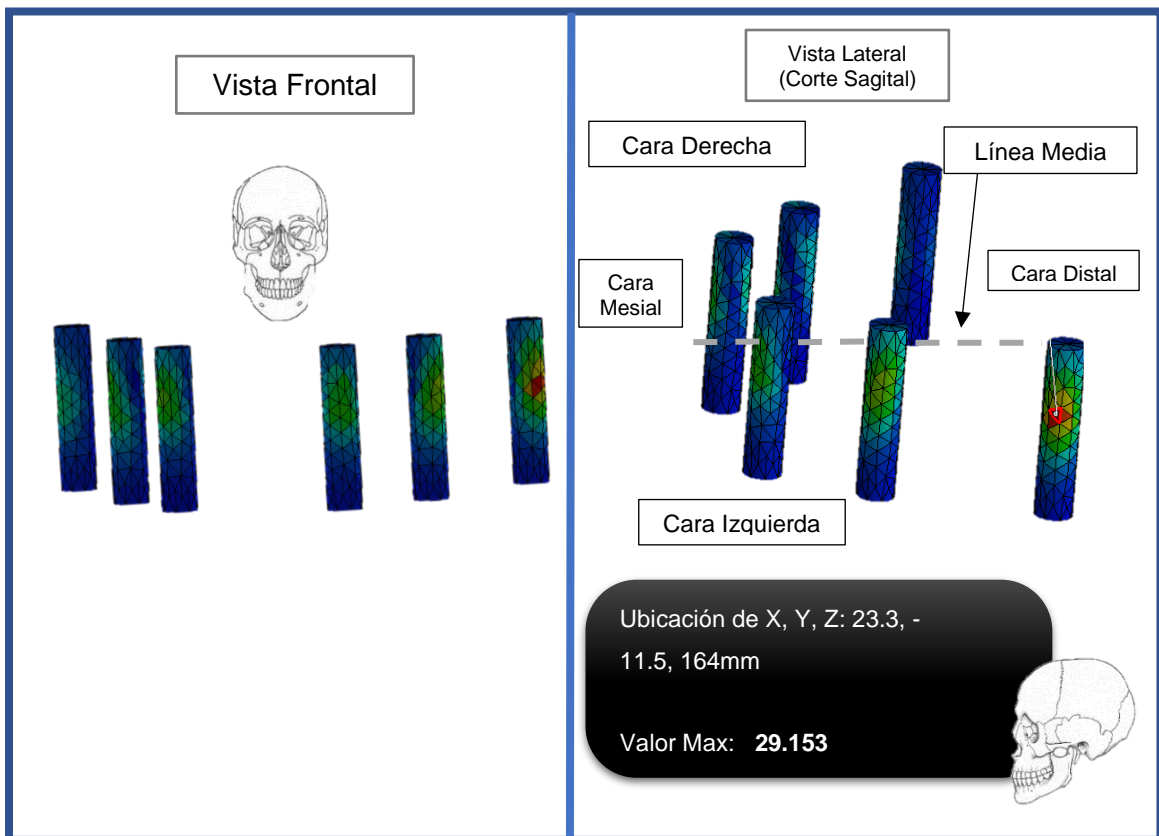 Vista Frontal
Vista Lateral
(Corte Sagital)
Cara Derecha
Línea Media
Cara
Mesial
Cara Distal
Cara Izquierda
Ubicación de X, Y, Z: 23.3, -
11.5, 164mm
Valor Max: 29.153